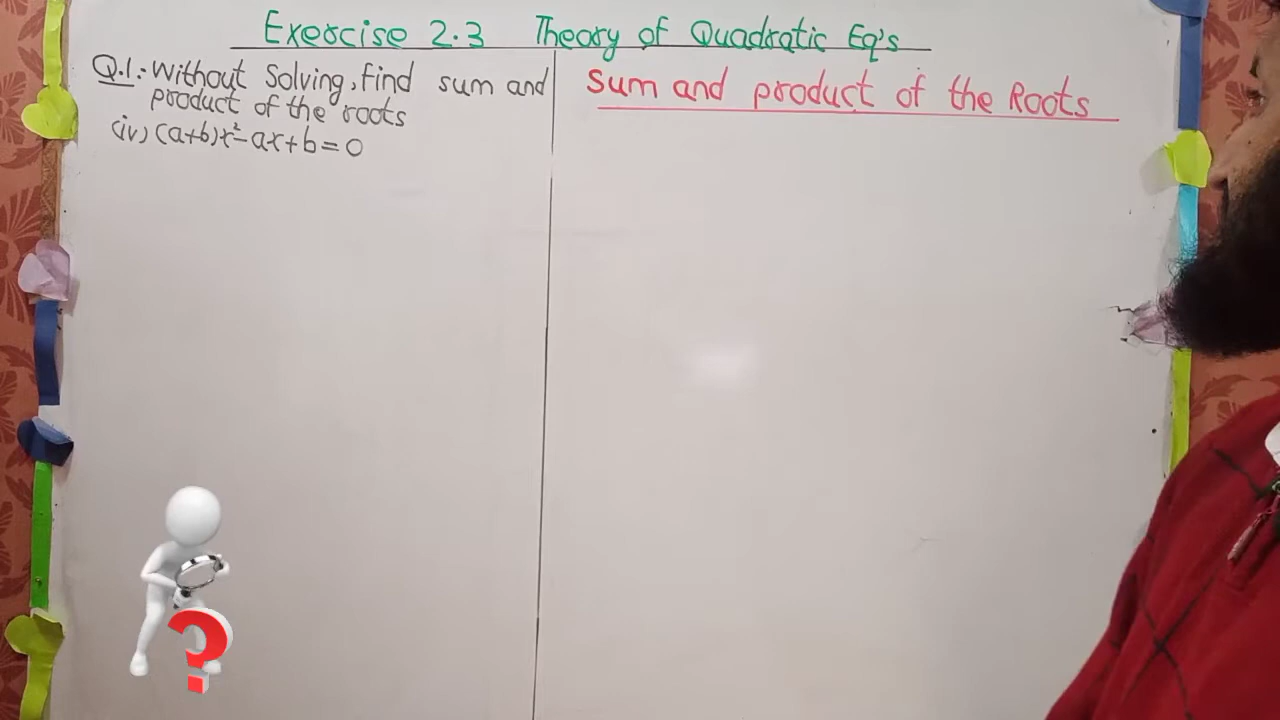 Exercise 2.3 Theory of Quadratic Eq's
Q.1:- Without Solving, find sum and
product of the roots
(iv) (a+b)x²-ax+b=0
Sum and product of the Roots
?